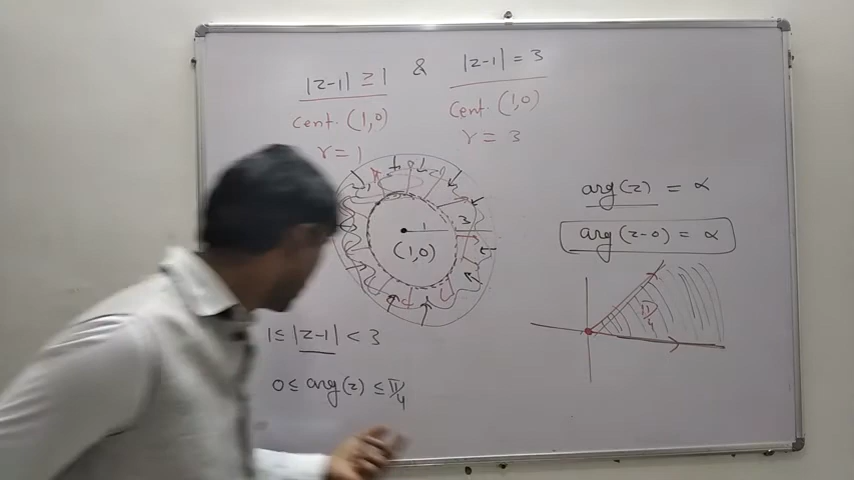 |z-1| ≥ 1 & |z-1| = 3
Cent. (1,0) Cent. (1,0)
r = 1 r = 3
1 3
(1,0)
1 ≤ |z-1| < 3
0 ≤ arg(z) ≤ π/4
arg(z) = α
arg(z-0) = α
π/4